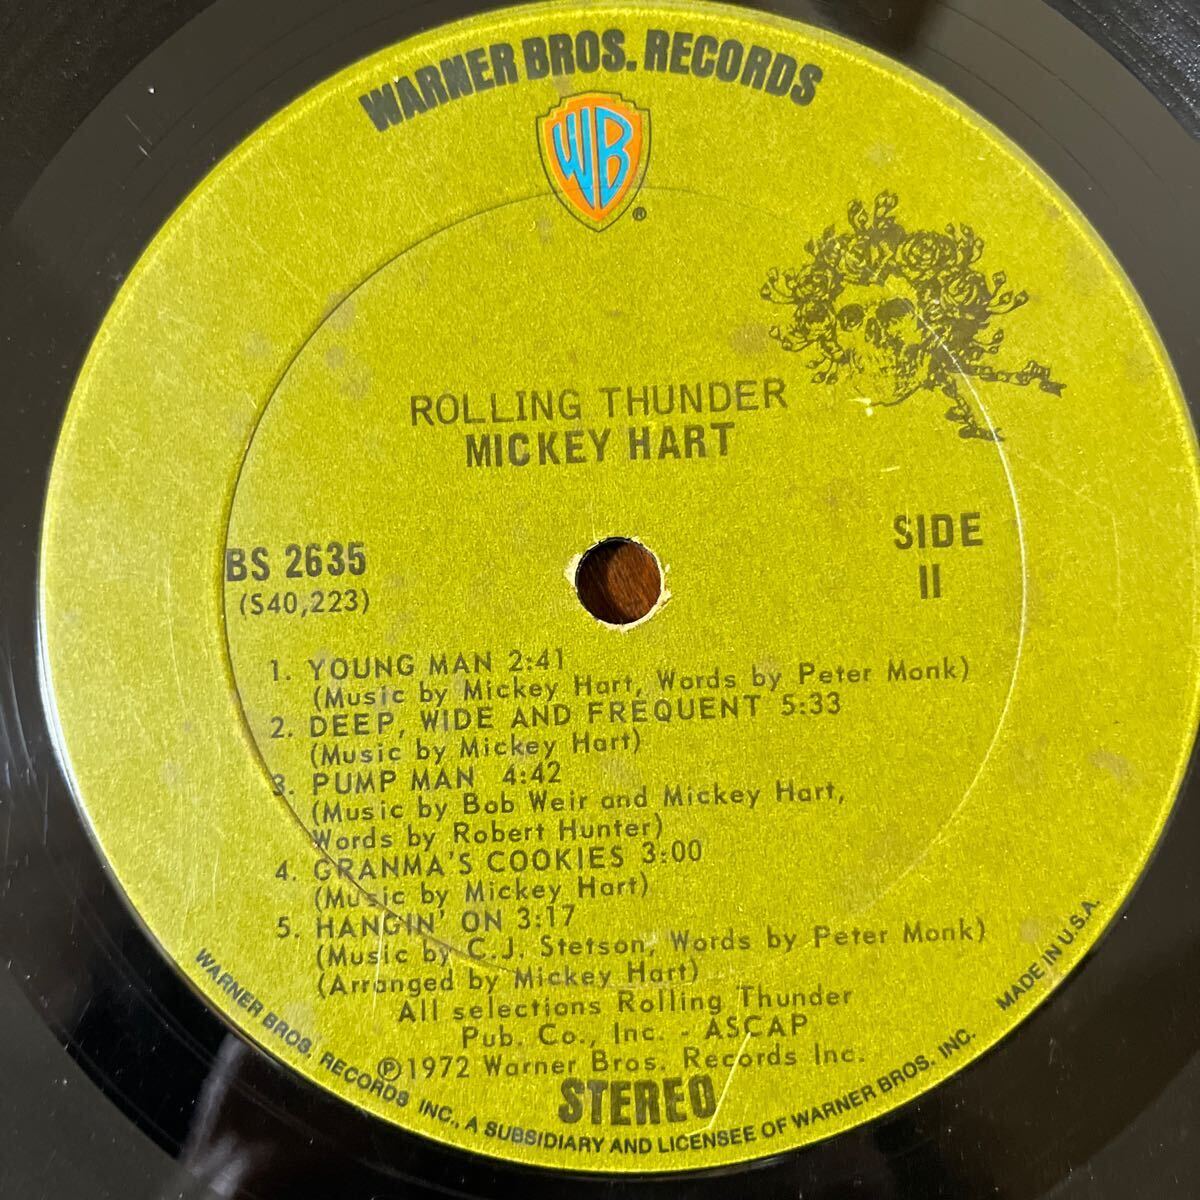 WARNER BROS. RECORDS
WB
®
ROLLING THUNDER
MICKEY HART
BS 2635
(S40,223)
SIDE
II
1. YOUNG MAN 2:41
(Music by Mickey Hart, Words by Peter Monk)
2. DEEP, WIDE AND FREQUENT 5:33
(Music by Mickey Hart)
3. PUMP MAN 4:42
(Music by Bob Weir and Mickey Hart,
Words by Robert Hunter)
4. GRANMA'S COOKIES 3:00
(Music by Mickey Hart)
5. HANGIN' ON 3:17
(Music by C.J. Stetson, Words by Peter Monk)
(Arranged by Mickey Hart)
All selections Rolling Thunder
Pub. Co., Inc. - ASCAP
℗1972 Warner Bros. Records Inc.
STEREO
WARNER BROS. RECORDS INC., A SUBSIDIARY AND LICENSEE OF WARNER BROS. INC. MADE IN U.S.A.